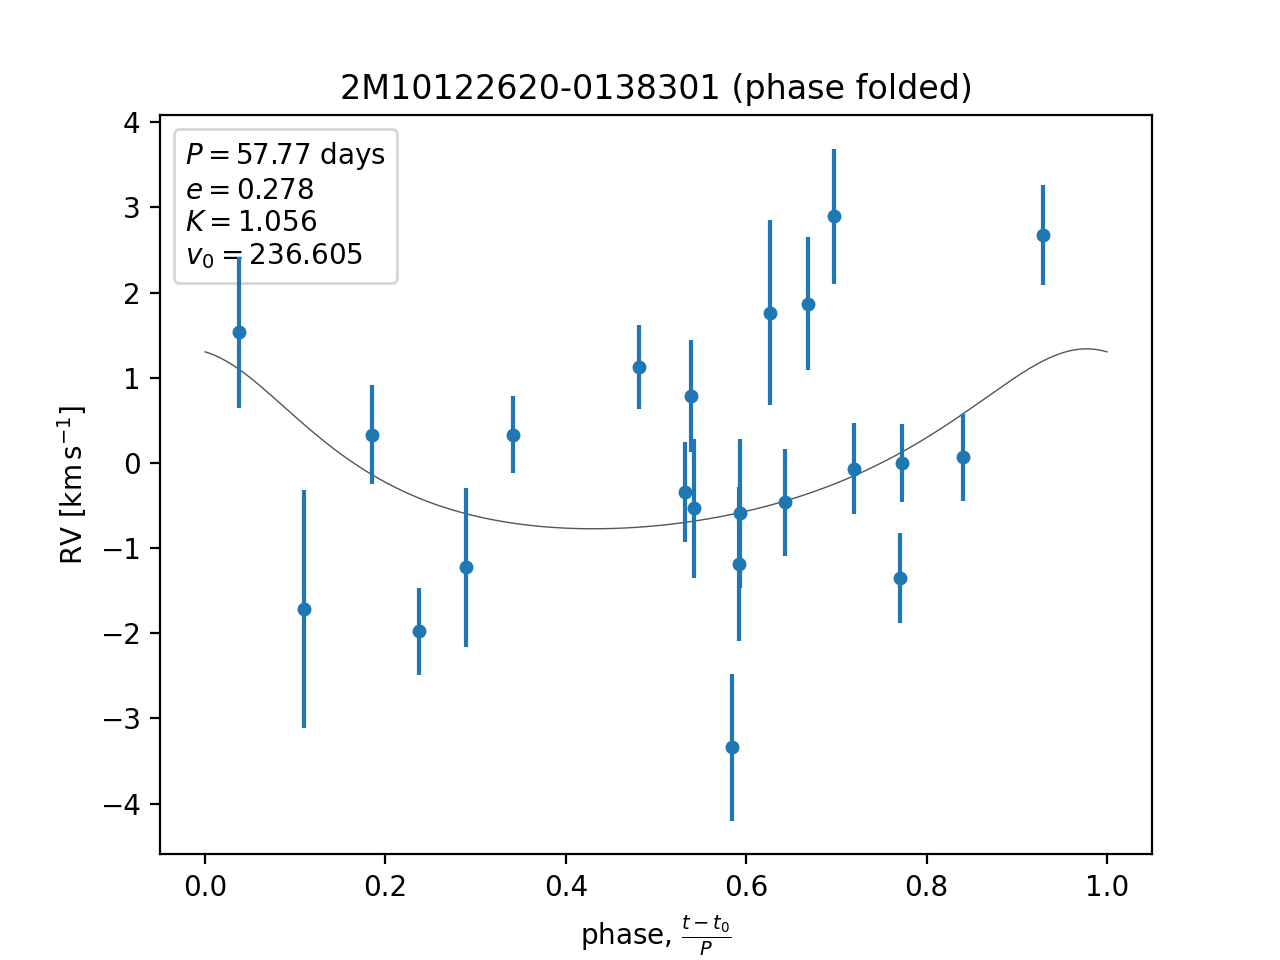 2M10122620-0138301 (phase folded)
P = 57.77 days
e = 0.278
K = 1.056
v₀ = 236.605
4
3
2
1
0
−1
−2
−3
−4
RV [km s⁻¹]
0.0 0.2 0.4 0.6 0.8 1.0
phase, (t − t₀)/P